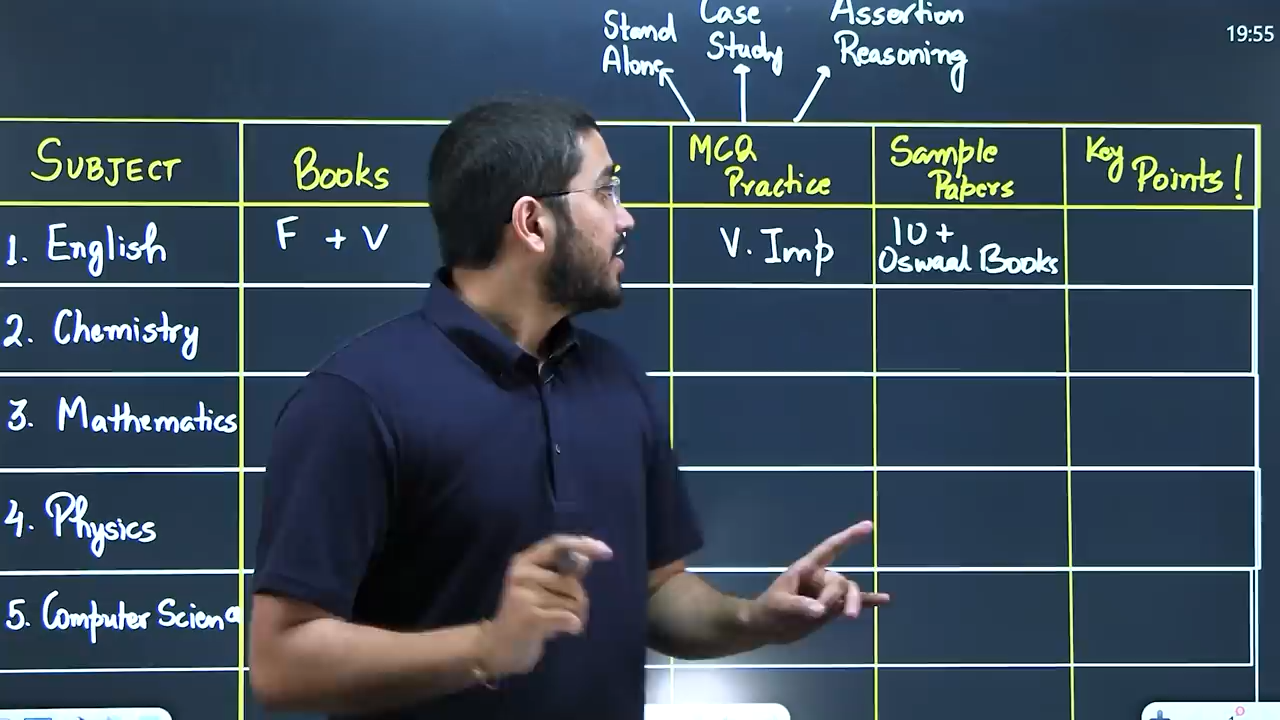 Stand Alone
Case Study
Assertion Reasoning
19:55
SUBJECT
Books
MCQ Practice
Sample Papers
Key Points!
1. English
F + V
V. Imp
10+ Oswaal Books
2. Chemistry
3. Mathematics
4. Physics
5. Computer Scienc